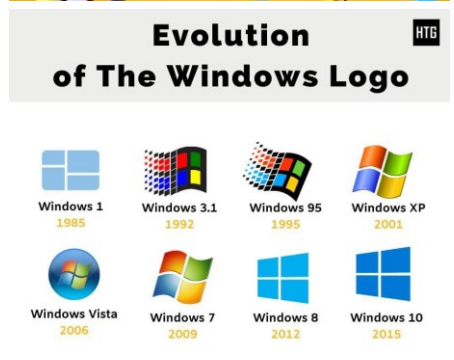 Evolution
of The Windows Logo
HTG
Windows 1
1985
Windows 3.1
1992
Windows 95
1995
Windows XP
2001
Windows Vista
2006
Windows 7
2009
Windows 8
2012
Windows 10
2015